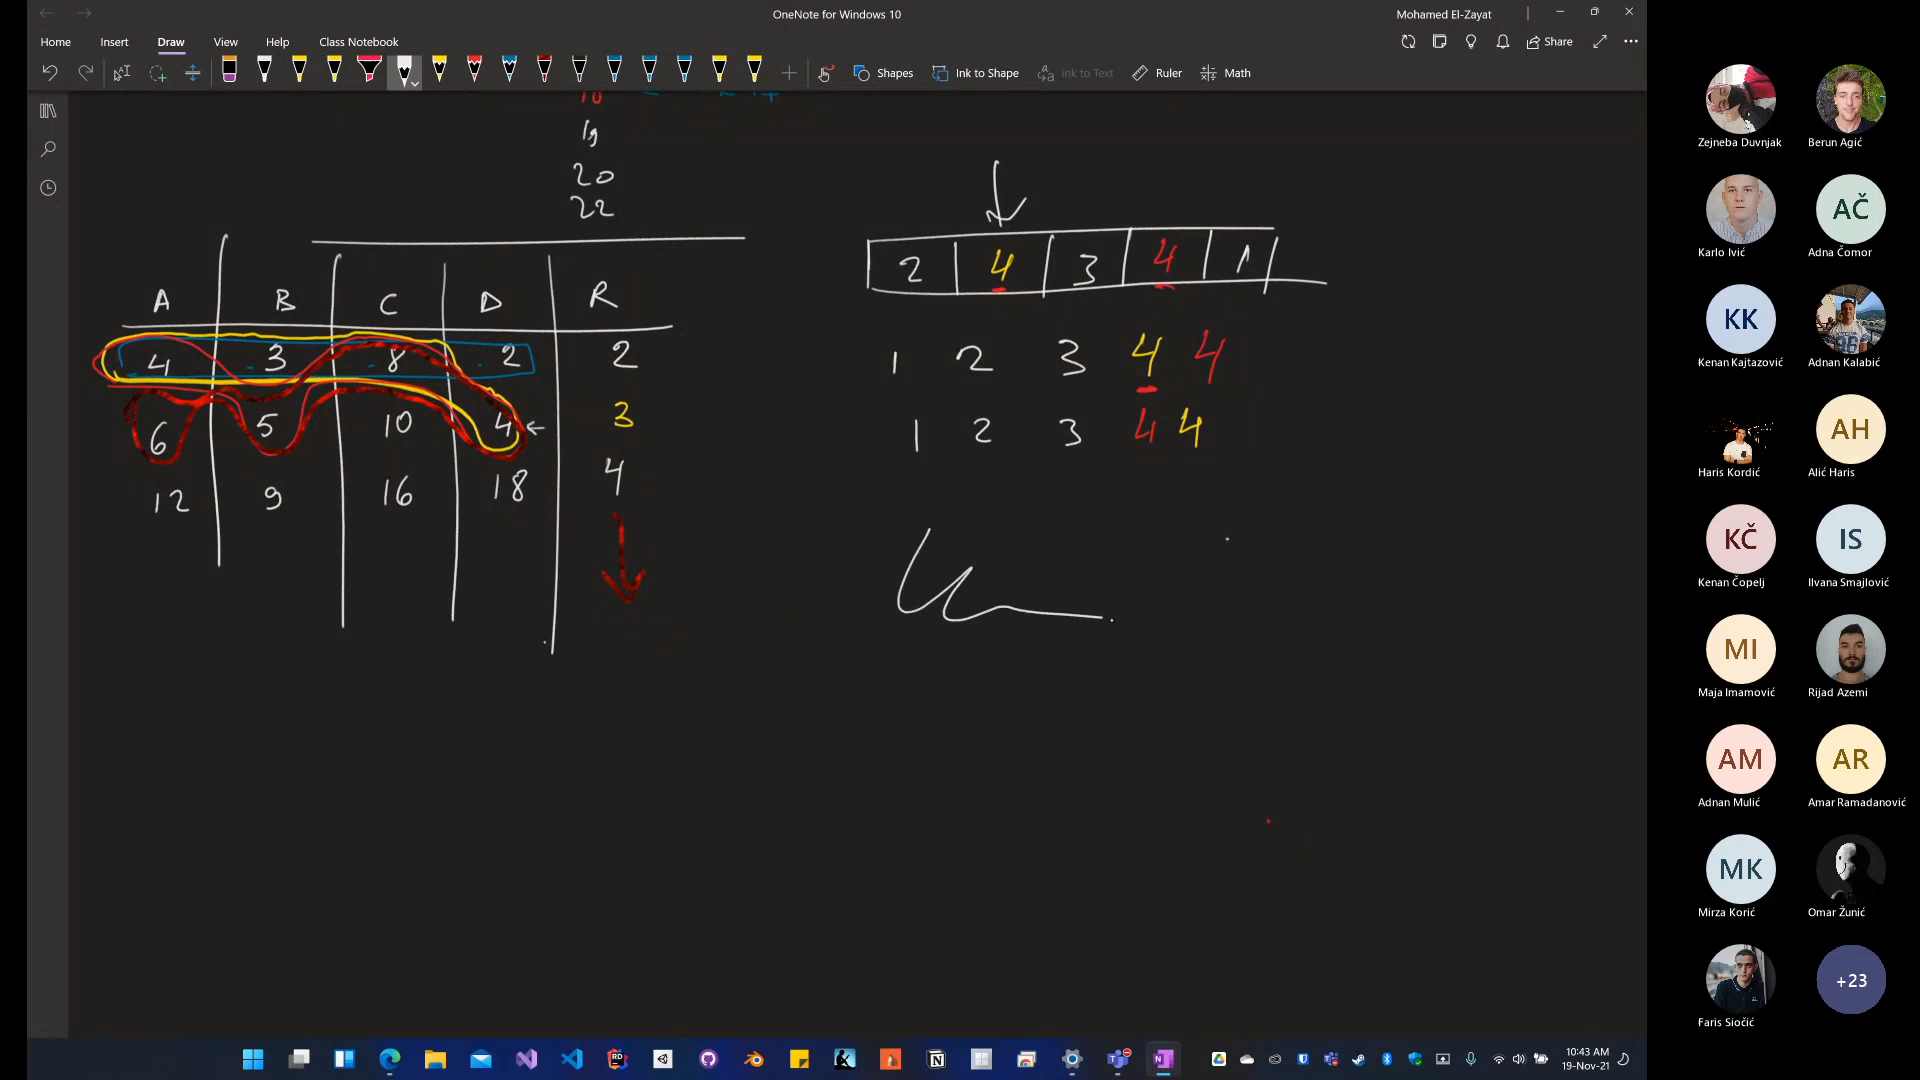 OneNote for Windows 10
Mohamed El-Zayat
Home Insert Draw View Help Class Notebook
Share
Shapes Ink to Shape Ink to Text Ruler Math
19
20
22
A B C D R
4 3 8 2 2
6 5 10 4 3
12 9 16 18 4
2 4 3 4 1
1 2 3 4 4
1 2 3 4 4
Zejneba Duvnjak
Berun Agić
Karlo Ivić
AČ
Adna Čomor
KK
Kenan Kajtazović
Adnan Kalabić
Haris Kordić
AH
Alić Haris
KČ
Kenan Čopelj
IS
Ilvana Smajlović
MI
Maja Imamović
Rijad Azemi
AM
Adnan Mulić
AR
Amar Ramadanović
MK
Mirza Korić
Omar Žunić
Faris Siočić
+23
10:43 AM
19-Nov-21